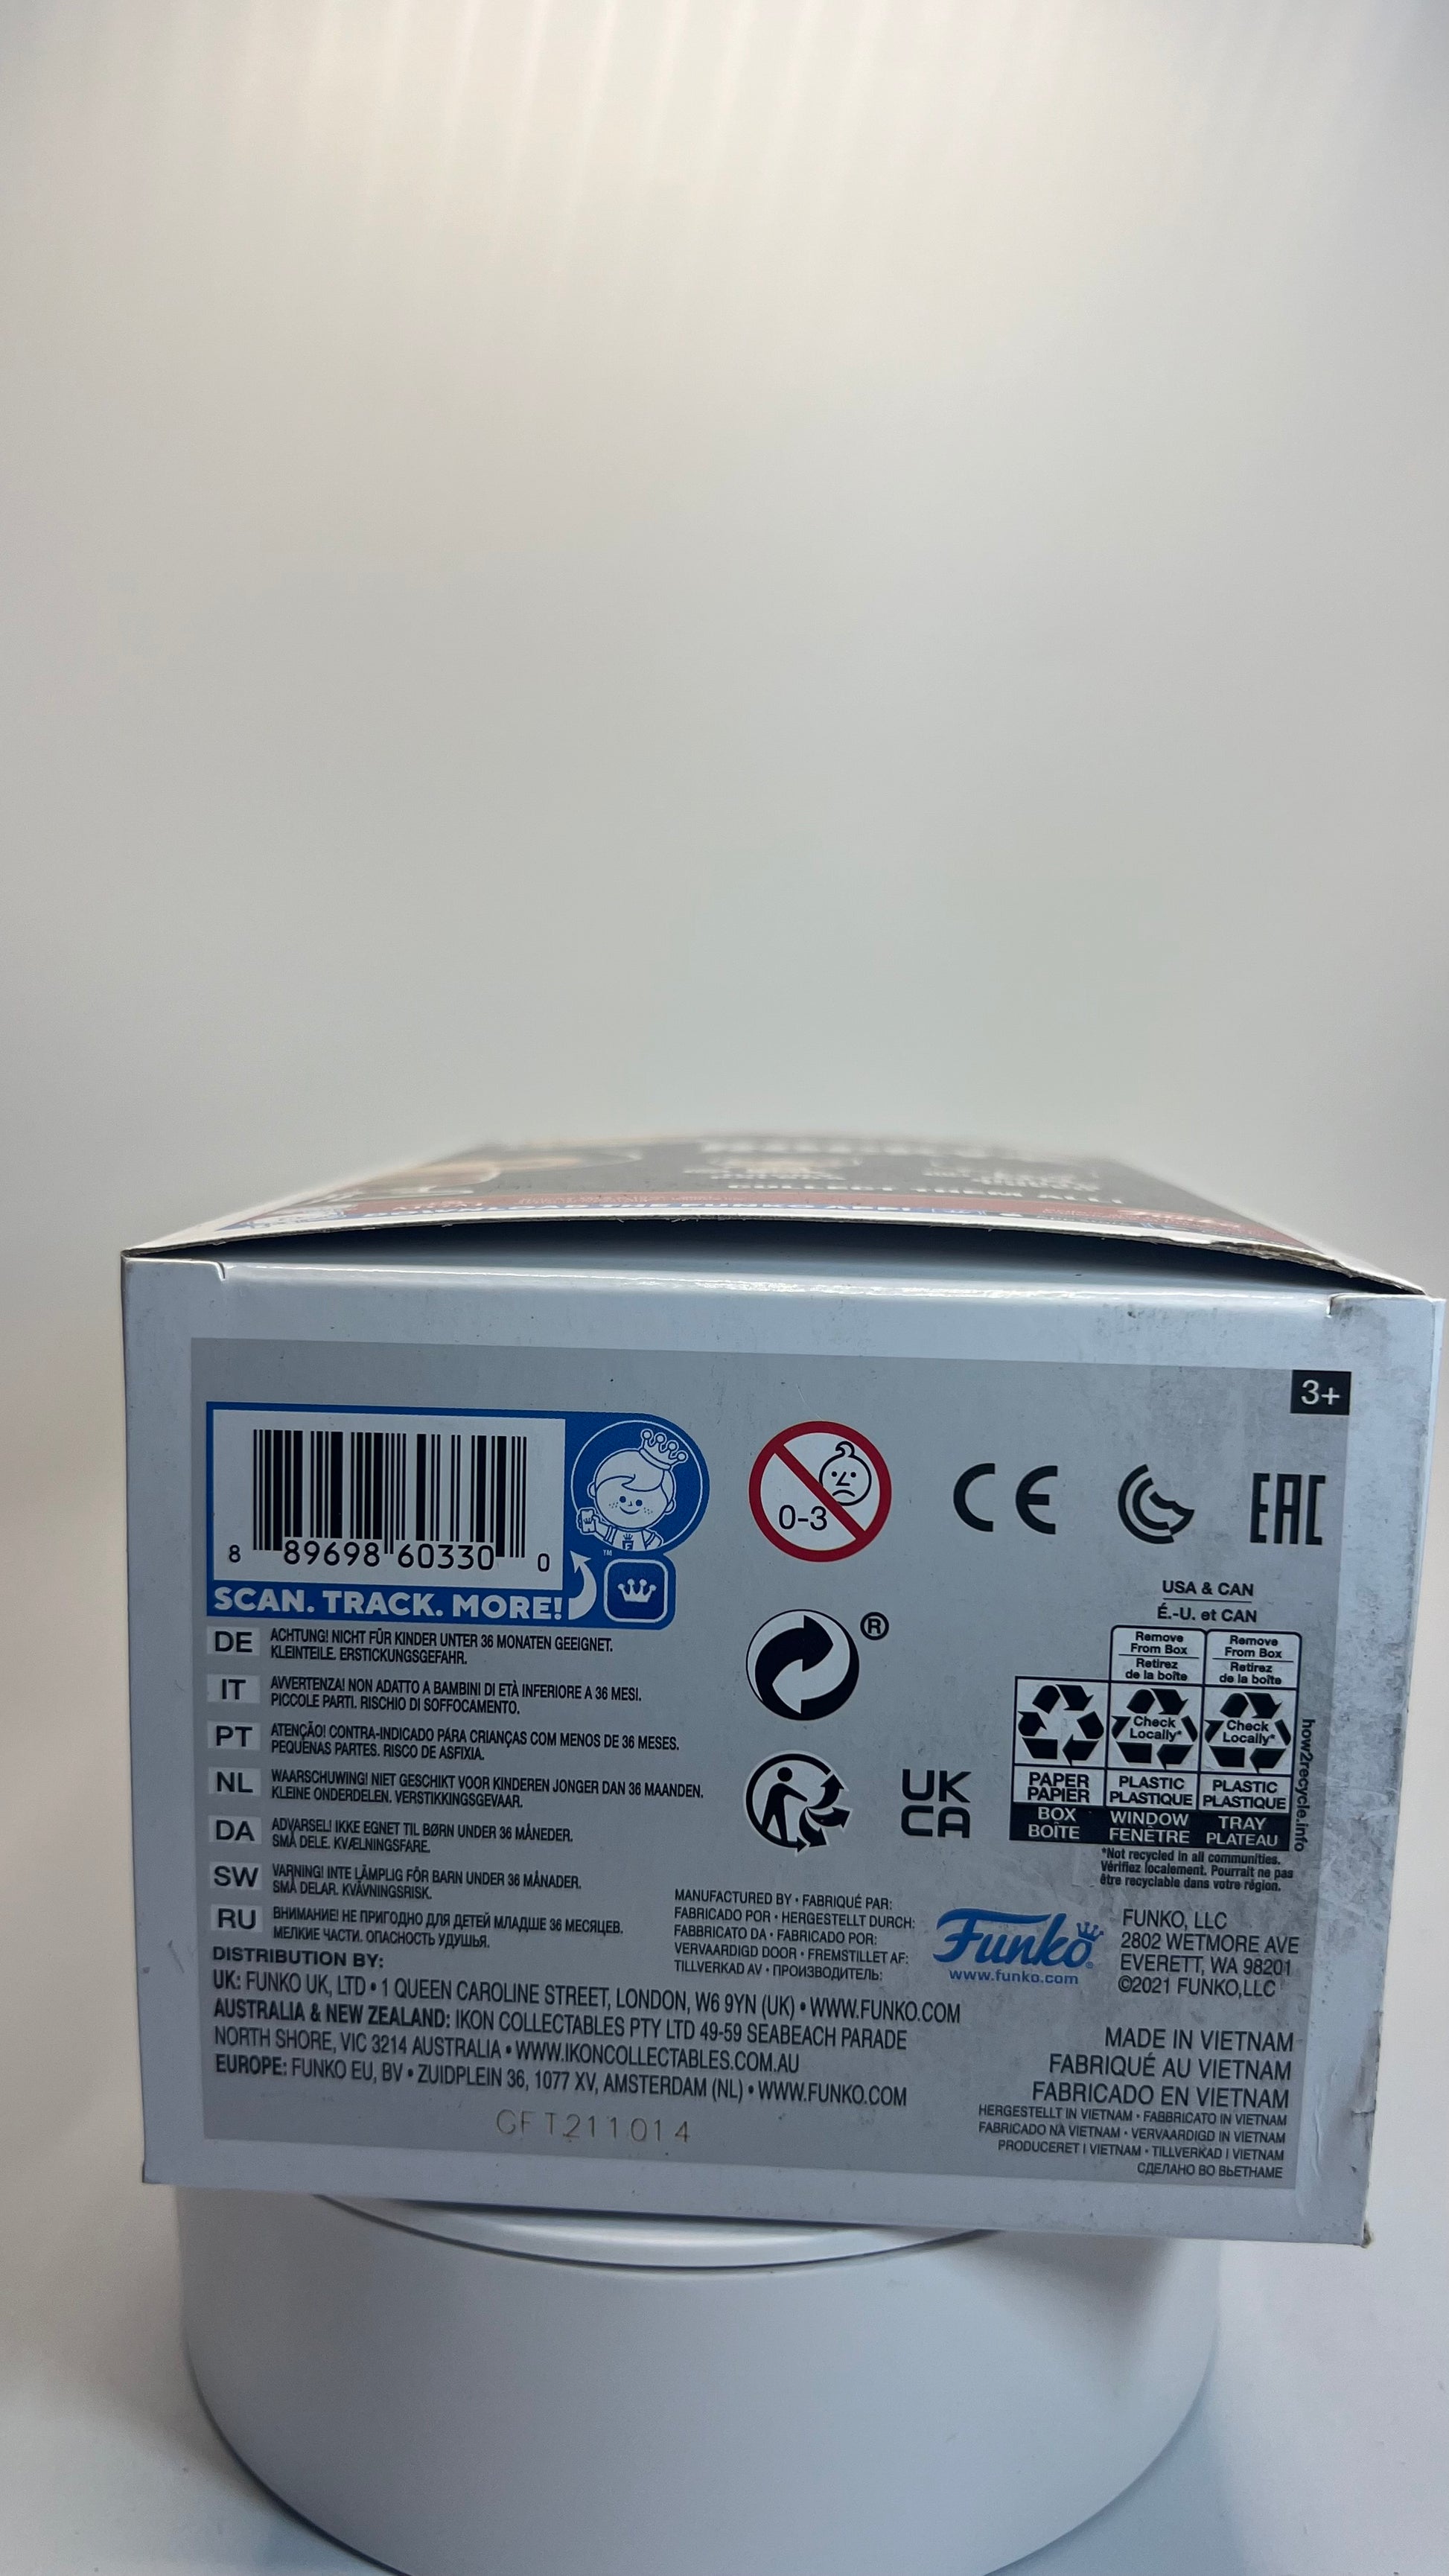 COLLECT THEM ALL!
DOWNLOAD THE FUNKO APP!
3+
8 89698 60330 0
™
SCAN. TRACK. MORE!
0-3
CE
EAC
®
UK
CA
USA & CAN
É.-U. et CAN
Remove From Box Retirez de la boîte
Remove From Box Retirez de la boîte
Check Locally*
Check Locally*
PAPER PAPIER
PLASTIC PLASTIQUE
PLASTIC PLASTIQUE
BOX BOÎTE
WINDOW FENÊTRE
TRAY PLATEAU
how2recycle.info
*Not recycled in all communities.
Vérifiez localement. Pourrait ne pas
être recyclable dans votre région.
DE ACHTUNG! NICHT FÜR KINDER UNTER 36 MONATEN GEEIGNET.
KLEINTEILE. ERSTICKUNGSGEFAHR.
IT AVVERTENZA! NON ADATTO A BAMBINI DI ETÀ INFERIORE A 36 MESI.
PICCOLE PARTI. RISCHIO DI SOFFOCAMENTO.
PT ATENÇÃO! CONTRA-INDICADO PÁRA CRIANÇAS COM MENOS DE 36 MESES.
PEQUENAS PARTES. RISCO DE ASFIXIA.
NL WAARSCHUWING! NIET GESCHIKT VOOR KINDEREN JONGER DAN 36 MAANDEN.
KLEINE ONDERDELEN. VERSTIKKINGSGEVAAR.
DA ADVARSEL! IKKE EGNET TIL BØRN UNDER 36 MÅNEDER.
SMÅ DELE. KVÆLNINGSFARE.
SW VARNING! INTE LÄMPLIG FÖR BARN UNDER 36 MÅNADER.
SMÅ DELAR. KVÄVNINGSRISK.
RU ВНИМАНИЕ! НЕ ПРИГОДНО ДЛЯ ДЕТЕЙ МЛАДШЕ 36 МЕСЯЦЕВ.
МЕЛКИЕ ЧАСТИ. ОПАСНОСТЬ УДУШЬЯ.
MANUFACTURED BY • FABRIQUÉ PAR:
FABRICADO POR • HERGESTELLT DURCH:
FABBRICATO DA • FABRICADO POR:
VERVAARDIGD DOOR • FREMSTILLET AF:
TILLVERKAD AV • ПРОИЗВОДИТЕЛЬ:
Funko®
www.funko.com
FUNKO, LLC
2802 WETMORE AVE
EVERETT, WA 98201
©2021 FUNKO,LLC
DISTRIBUTION BY:
UK: FUNKO UK, LTD • 1 QUEEN CAROLINE STREET, LONDON, W6 9YN (UK) • WWW.FUNKO.COM
AUSTRALIA & NEW ZEALAND: IKON COLLECTABLES PTY LTD 49-59 SEABEACH PARADE
NORTH SHORE, VIC 3214 AUSTRALIA • WWW.IKONCOLLECTABLES.COM.AU
EUROPE: FUNKO EU, BV • ZUIDPLEIN 36, 1077 XV, AMSTERDAM (NL) • WWW.FUNKO.COM
MADE IN VIETNAM
FABRIQUÉ AU VIETNAM
FABRICADO EN VIETNAM
HERGESTELLT IN VIETNAM • FABBRICATO IN VIETNAM
FABRICADO NÀ VIETNAM • VERVAARDIGD IN VIETNAM
PRODUCERET I VIETNAM • TILLVERKAD I VIETNAM
СДЕЛАНО ВО ВЬЕТНАМЕ
GFT211014